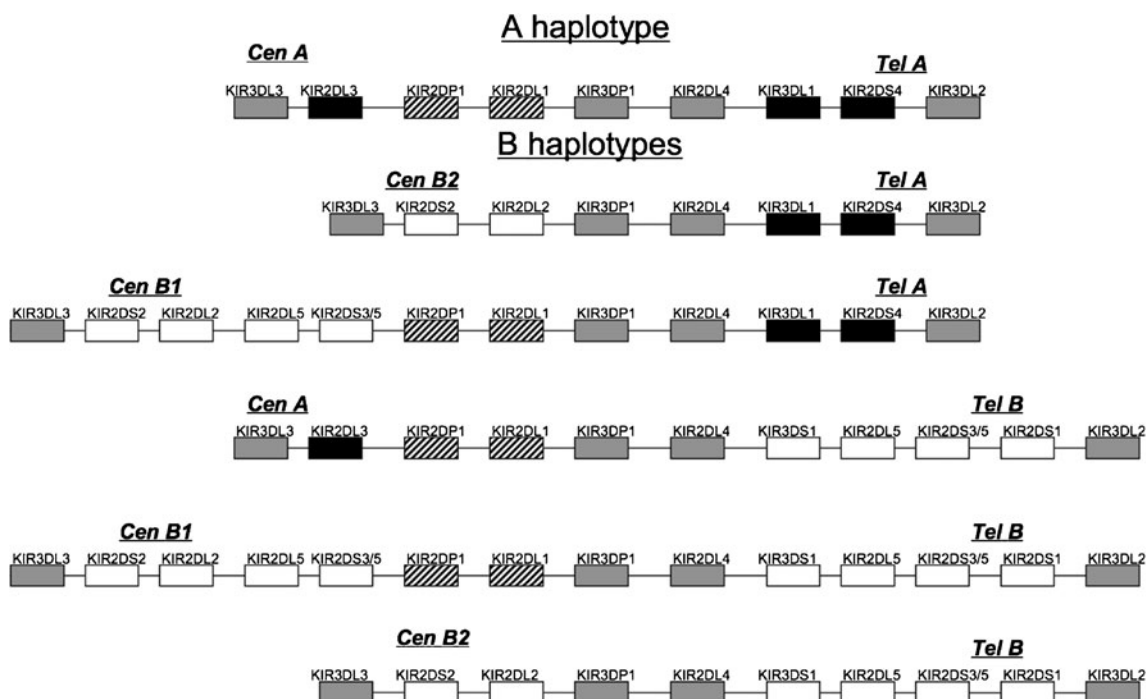 A haplotype
Cen A Tel A
KIR3DL3 KIR2DL3 KIR2DP1 KIR2DL1 KIR3DP1 KIR2DL4 KIR3DL1 KIR2DS4 KIR3DL2
B haplotypes
Cen B2 Tel A
KIR3DL3 KIR2DS2 KIR2DL2 KIR3DP1 KIR2DL4 KIR3DL1 KIR2DS4 KIR3DL2
Cen B1 Tel A
KIR3DL3 KIR2DS2 KIR2DL2 KIR2DL5 KIR2DS3/5 KIR2DP1 KIR2DL1 KIR3DP1 KIR2DL4 KIR3DL1 KIR2DS4 KIR3DL2
Cen A Tel B
KIR3DL3 KIR2DL3 KIR2DP1 KIR2DL1 KIR3DP1 KIR2DL4 KIR3DS1 KIR2DL5 KIR2DS3/5 KIR2DS1 KIR3DL2
Cen B1 Tel B
KIR3DL3 KIR2DS2 KIR2DL2 KIR2DL5 KIR2DS3/5 KIR2DP1 KIR2DL1 KIR3DP1 KIR2DL4 KIR3DS1 KIR2DL5 KIR2DS3/5 KIR2DS1 KIR3DL2
Cen B2 Tel B
KIR3DL3 KIR2DS2 KIR2DL2 KIR3DP1 KIR2DL4 KIR3DS1 KIR2DL5 KIR2DS3/5 KIR2DS1 KIR3DL2